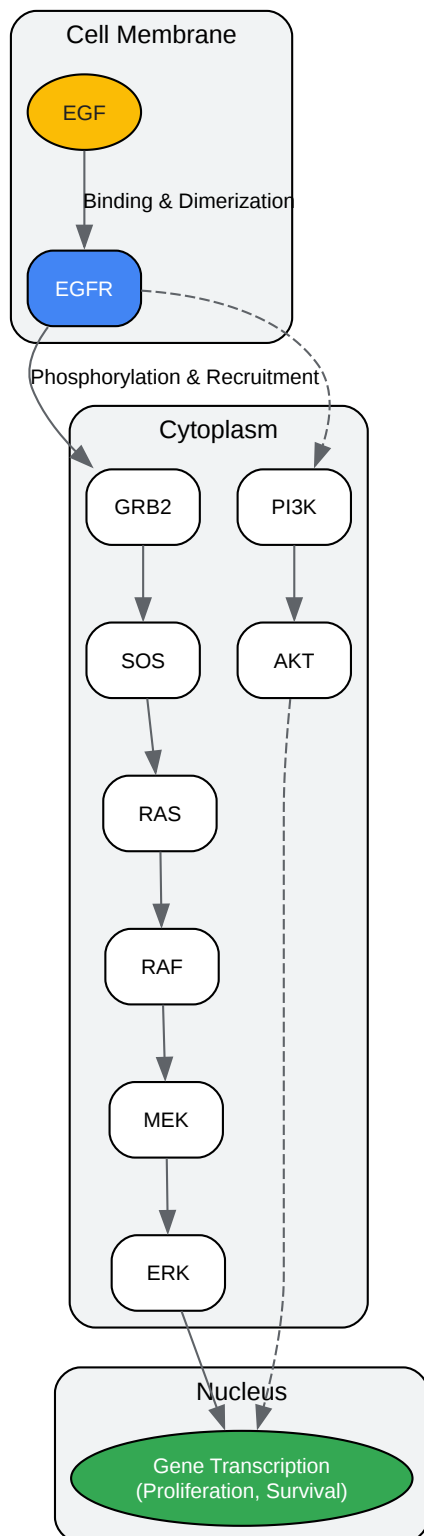 Cell Membrane
EGF
Binding & Dimerization
EGFR
Phosphorylation & Recruitment
Cytoplasm
GRB2
PI3K
SOS
AKT
RAS
RAF
MEK
ERK
Nucleus
Gene Transcription
(Proliferation, Survival)